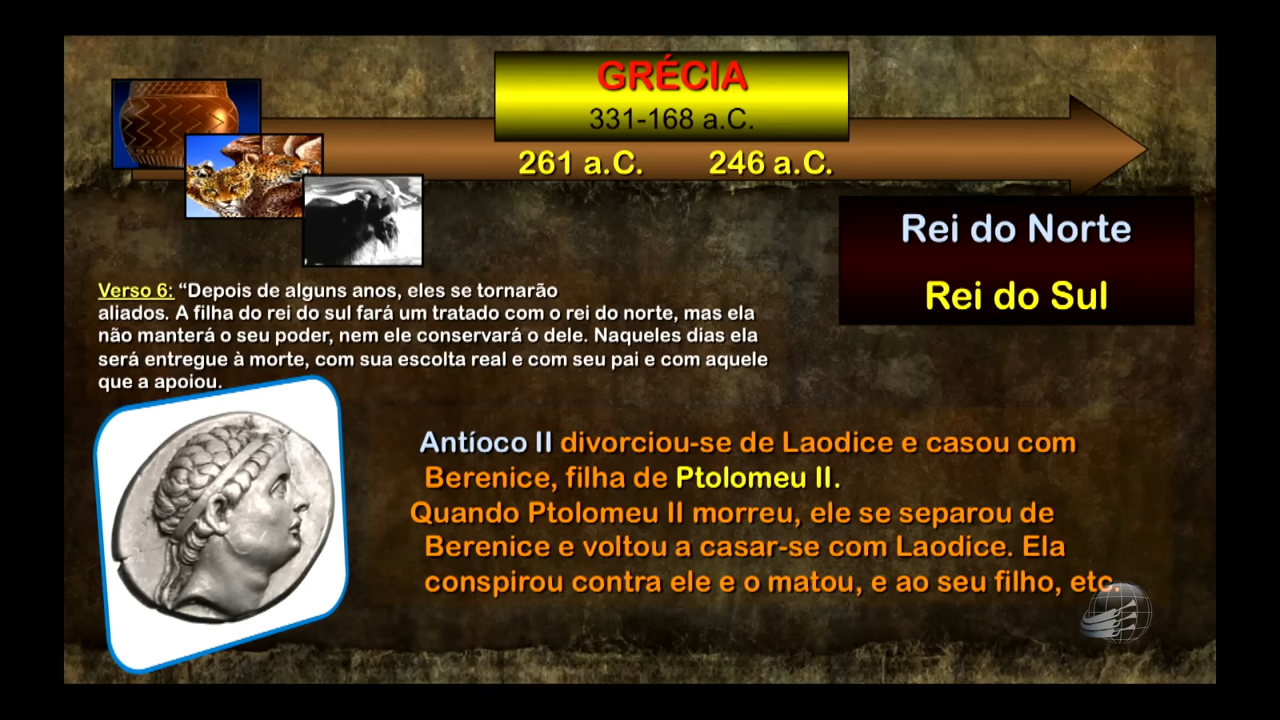 GRÉCIA
331-168 a.C.
261 a.C. 246 a.C.
Rei do Norte
Rei do Sul
Verso 6: “Depois de alguns anos, eles se tornarão
aliados. A filha do rei do sul fará um tratado com o rei do norte, mas ela
não manterá o seu poder, nem ele conservará o dele. Naqueles dias ela
será entregue à morte, com sua escolta real e com seu pai e com aquele
que a apoiou.
Antíoco II divorciou-se de Laodice e casou com
Berenice, filha de Ptolomeu II.
Quando Ptolomeu II morreu, ele se separou de
Berenice e voltou a casar-se com Laodice. Ela
conspirou contra ele e o matou, e ao seu filho, etc.